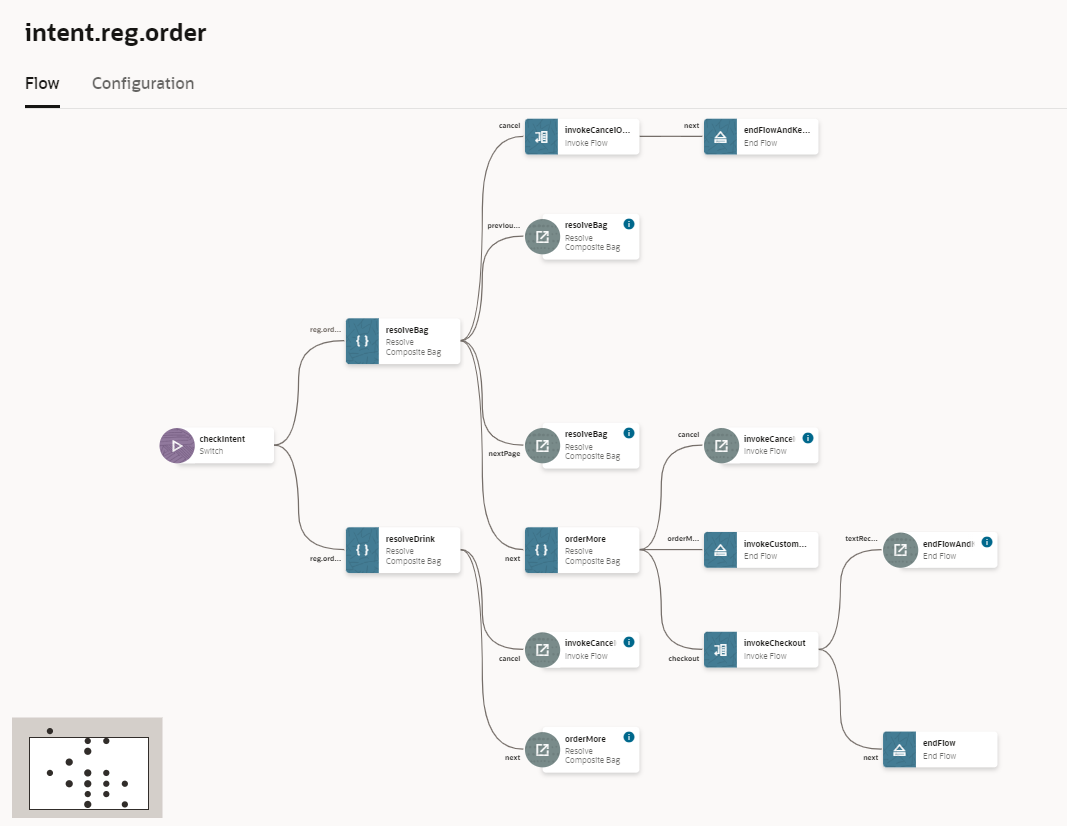 intent.reg.order
Flow
Configuration
cancel
invokeCancelO...
Invoke Flow
next
endFlowAndKe...
End Flow
previou...
resolveBag
Resolve
Composite Bag
reg.ord...
resolveBag
Resolve
Composite Bag
checkIntent
Switch
nextPage
resolveBag
Resolve
Composite Bag
cancel
invokeCancel
Invoke Flow
reg.ord...
resolveDrink
Resolve
Composite Bag
next
orderMore
Resolve
Composite Bag
orderM...
invokeCustom...
End Flow
textRec...
endFlowAndK
End Flow
cancel
invokeCancel
Invoke Flow
checkout
invokeCheckout
Invoke Flow
next
orderMore
Resolve
Composite Bag
next
endFlow
End Flow